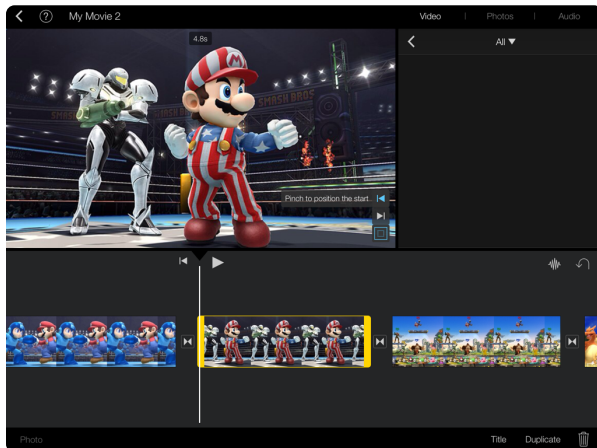 ? My Movie 2
Video | Photos | Audio
4.8s
All ▼
SMASH BROS
Pinch to position the start.
Photo
Title Duplicate